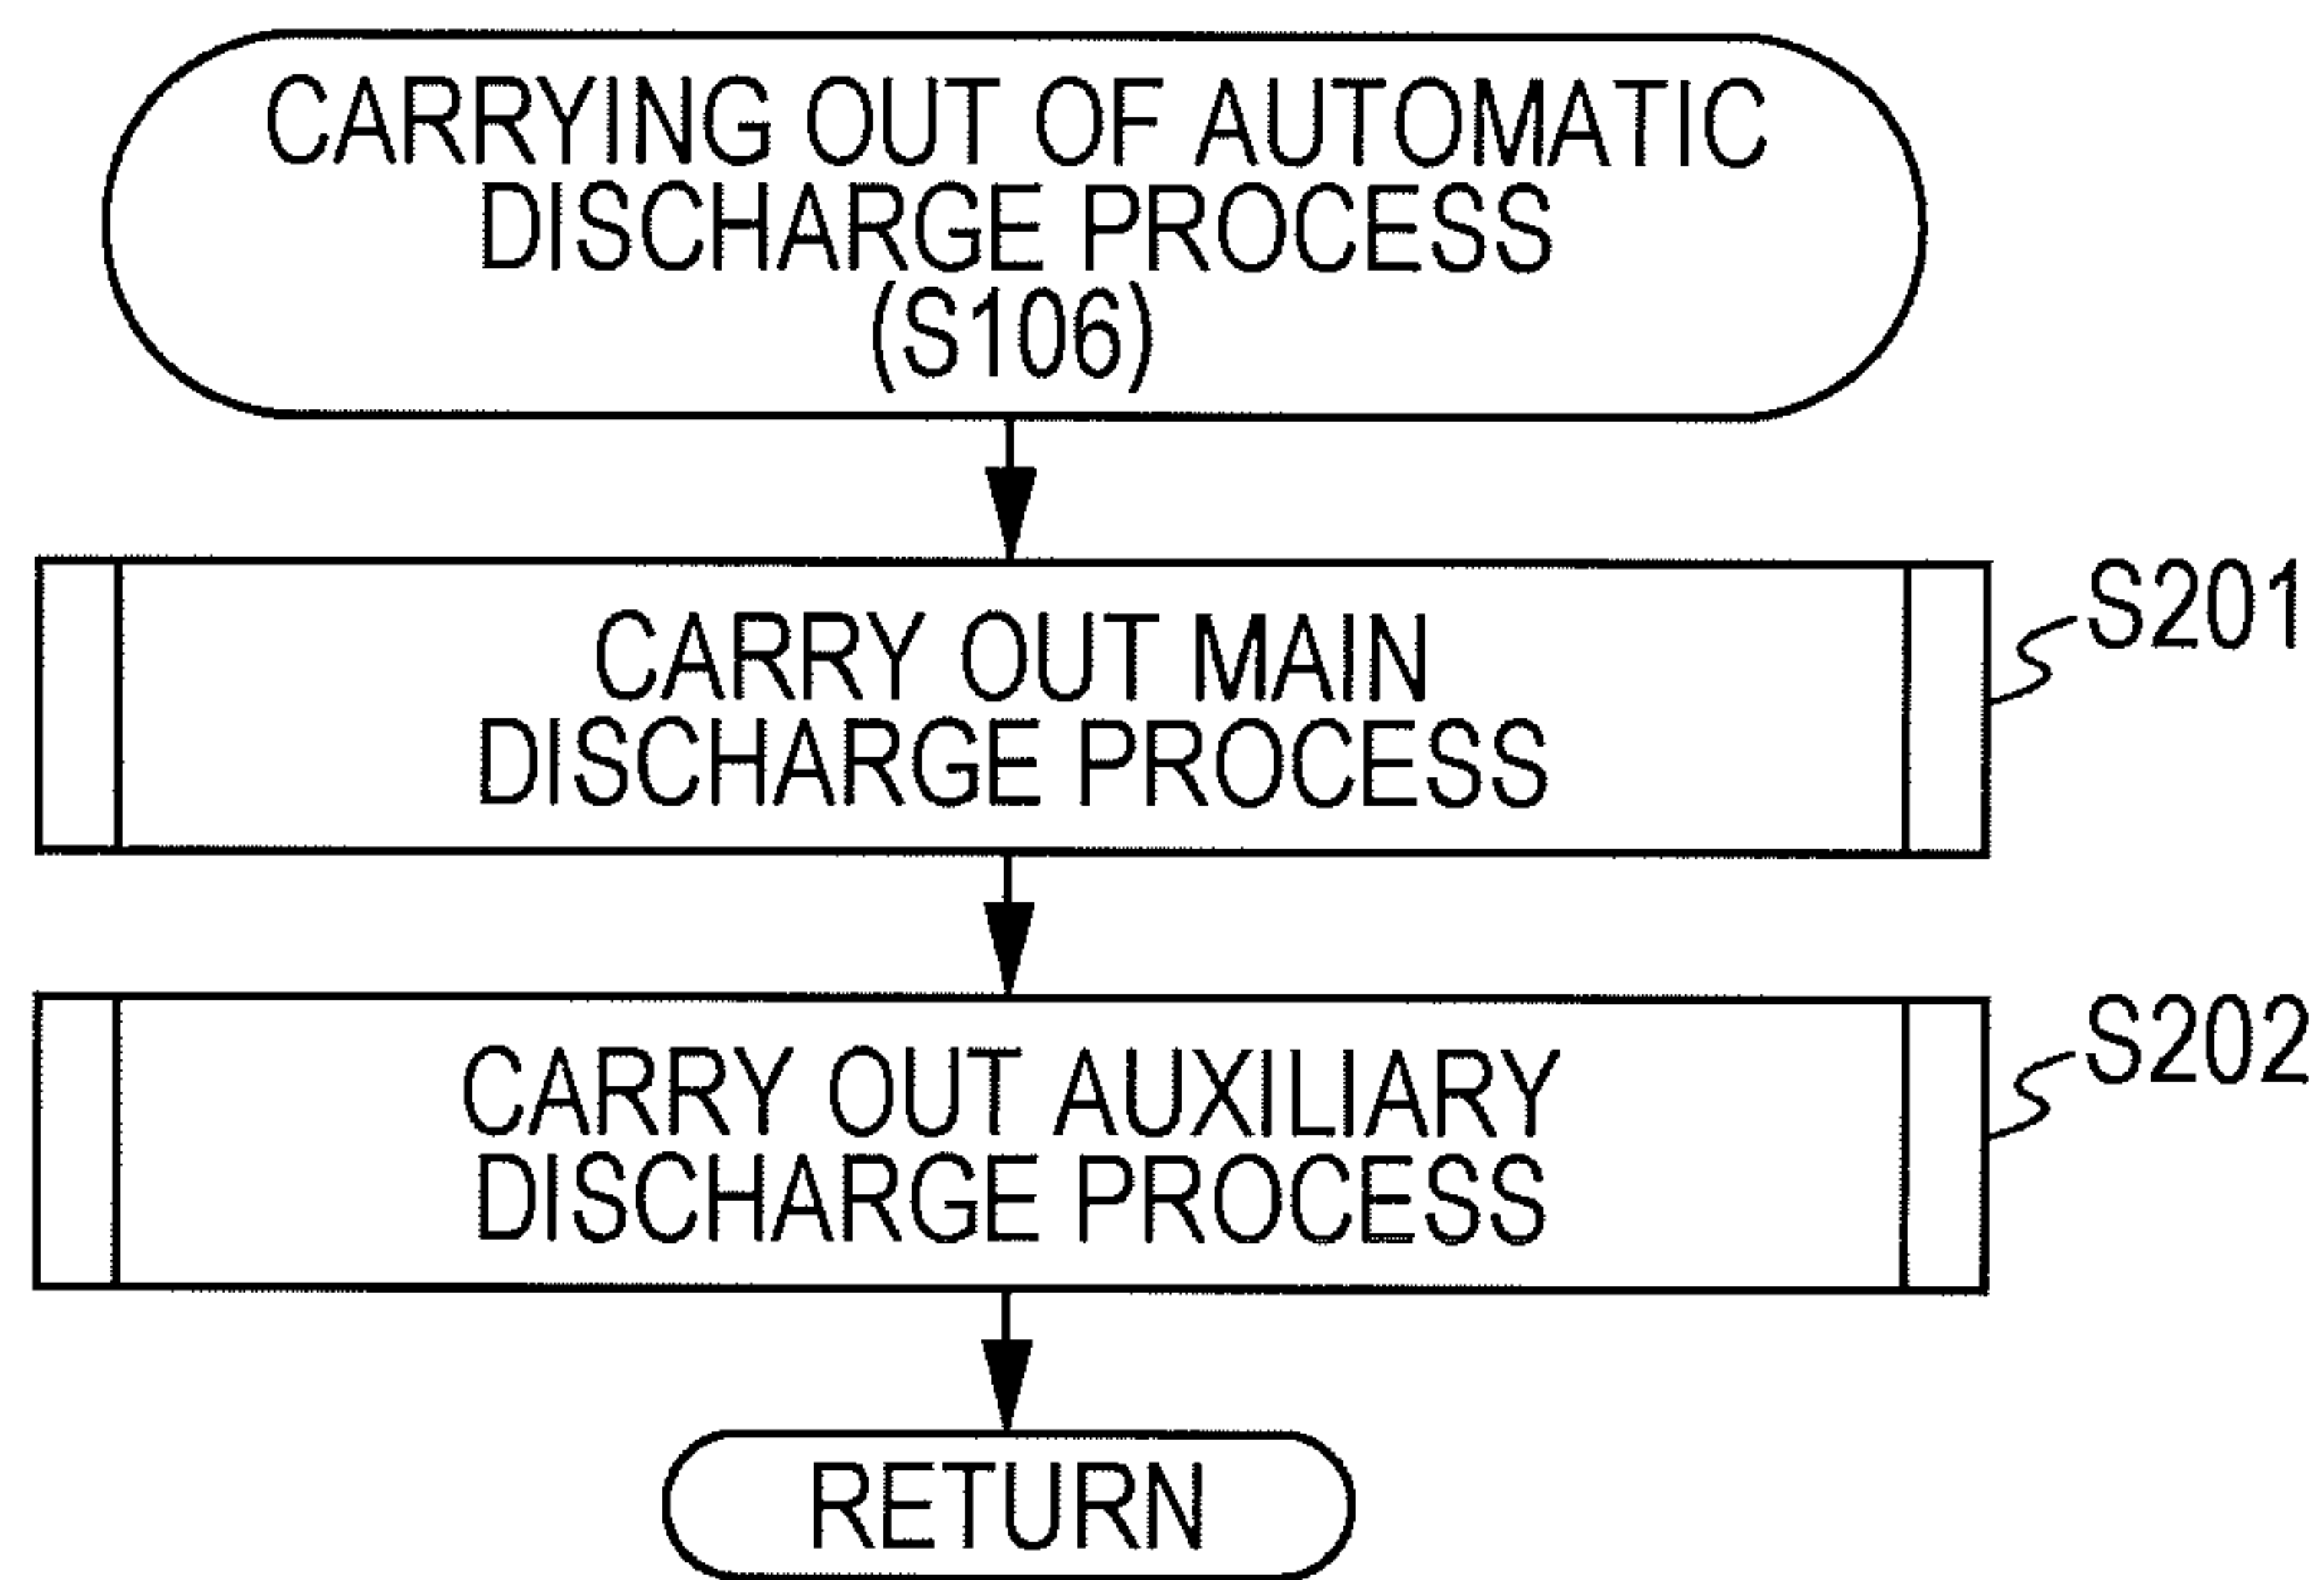 CARRYING OUT OF AUTOMATIC
DISCHARGE PROCESS
(S106)
CARRY OUT MAIN
DISCHARGE PROCESS
S201
CARRY OUT AUXILIARY
DISCHARGE PROCESS
S202
RETURN